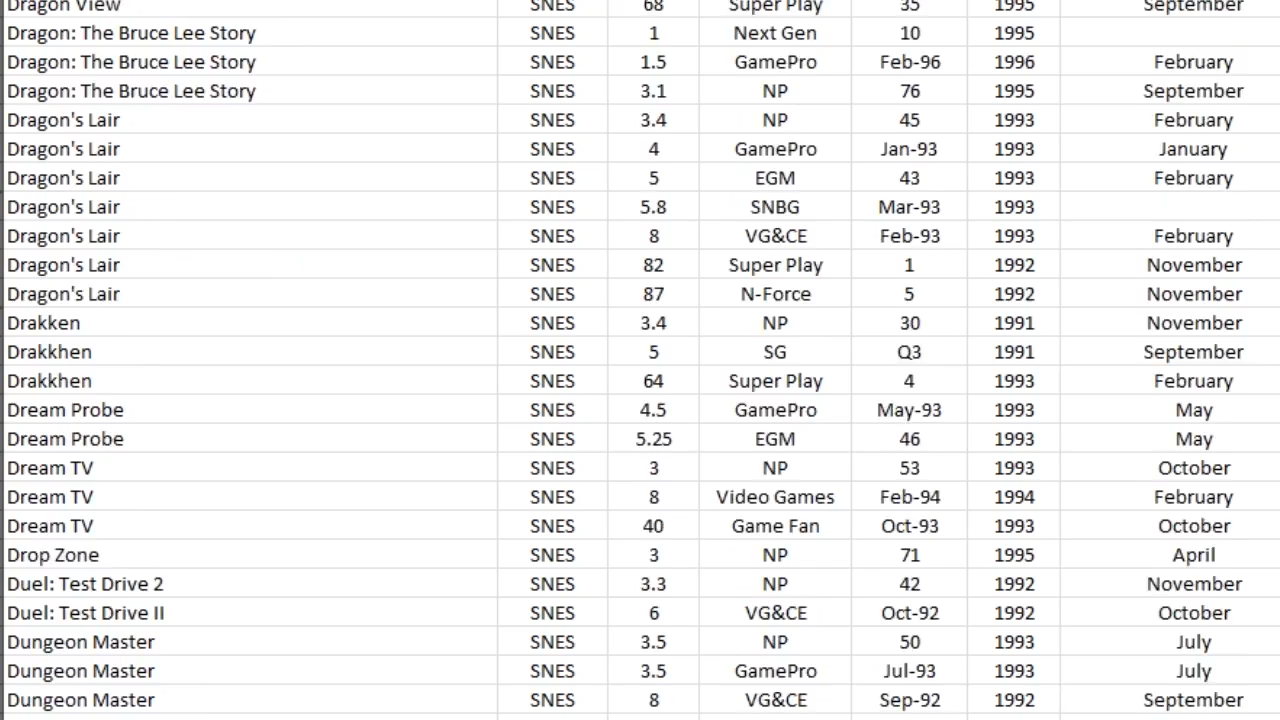 Dragon View SNES 68 Super Play 35 1995 September
Dragon: The Bruce Lee Story SNES 1 Next Gen 10 1995
Dragon: The Bruce Lee Story SNES 1.5 GamePro Feb-96 1996 February
Dragon: The Bruce Lee Story SNES 3.1 NP 76 1995 September
Dragon's Lair SNES 3.4 NP 45 1993 February
Dragon's Lair SNES 4 GamePro Jan-93 1993 January
Dragon's Lair SNES 5 EGM 43 1993 February
Dragon's Lair SNES 5.8 SNBG Mar-93 1993
Dragon's Lair SNES 8 VG&CE Feb-93 1993 February
Dragon's Lair SNES 82 Super Play 1 1992 November
Dragon's Lair SNES 87 N-Force 5 1992 November
Drakken SNES 3.4 NP 30 1991 November
Drakkhen SNES 5 SG Q3 1991 September
Drakkhen SNES 64 Super Play 4 1993 February
Dream Probe SNES 4.5 GamePro May-93 1993 May
Dream Probe SNES 5.25 EGM 46 1993 May
Dream TV SNES 3 NP 53 1993 October
Dream TV SNES 8 Video Games Feb-94 1994 February
Dream TV SNES 40 Game Fan Oct-93 1993 October
Drop Zone SNES 3 NP 71 1995 April
Duel: Test Drive 2 SNES 3.3 NP 42 1992 November
Duel: Test Drive II SNES 6 VG&CE Oct-92 1992 October
Dungeon Master SNES 3.5 NP 50 1993 July
Dungeon Master SNES 3.5 GamePro Jul-93 1993 July
Dungeon Master SNES 8 VG&CE Sep-92 1992 September